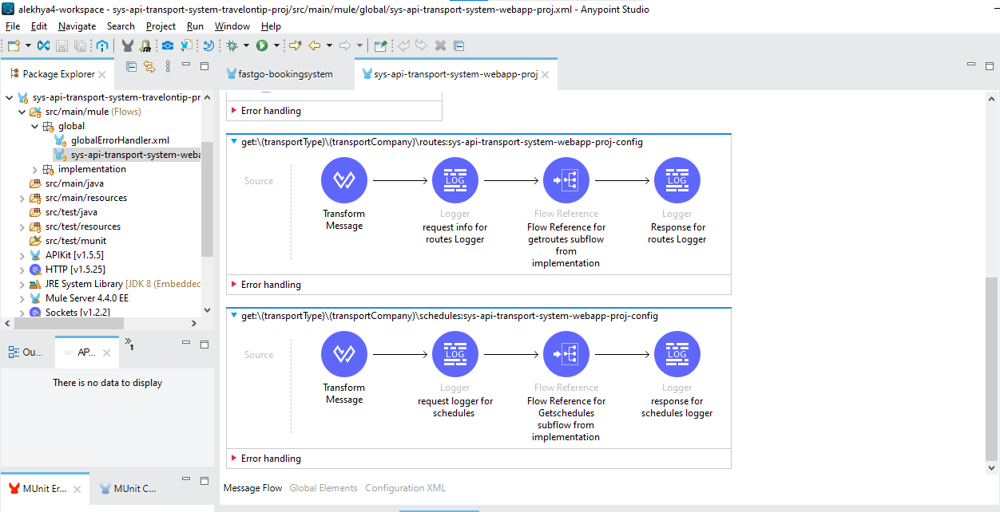 alekhya4-workspace - sys-api-transport-system-travelontip-proj/src/main/mule/global/sys-api-transport-system-webapp-proj.xml - Anypoint Studio
File Edit Navigate Search Project Run Window Help
Package Explorer
fastgo-bookingsystem
sys-api-transport-system-webapp-proj
sys-api-transport-system-travelontip-pr
src/main/mule (Flows)
global
globalErrorHandler.xml
sys-api-transport-system-weba
implementation
src/main/java
src/main/resources
src/test/java
src/test/resources
src/test/munit
APIKit [v1.5.5]
HTTP [v1.5.25]
JRE System Library [JDK 8 (Embedded
Mule Server 4.4.0 EE
Sockets [v1.2.2]
Ou...
api AP...
1
There is no data to display
MUnit Er...
MUnit C...
Error handling
get:\(transportType)\(transportCompany)\routes:sys-api-transport-system-webapp-proj-config
Source
Transform
Message
LOG
Logger
request info for
routes Logger
Flow Reference
Flow Reference for
getroutes subflow
from
implementation
LOG
Logger
Response for
routes Logger
Error handling
get:\(transportType)\(transportCompany)\schedules:sys-api-transport-system-webapp-proj-config
Source
Transform
Message
LOG
Logger
request logger for
schedules
Flow Reference
Flow Reference for
Getschedules
subflow from
implementation
LOG
Logger
response for
schedules logger
Error handling
Message Flow Global Elements Configuration XML